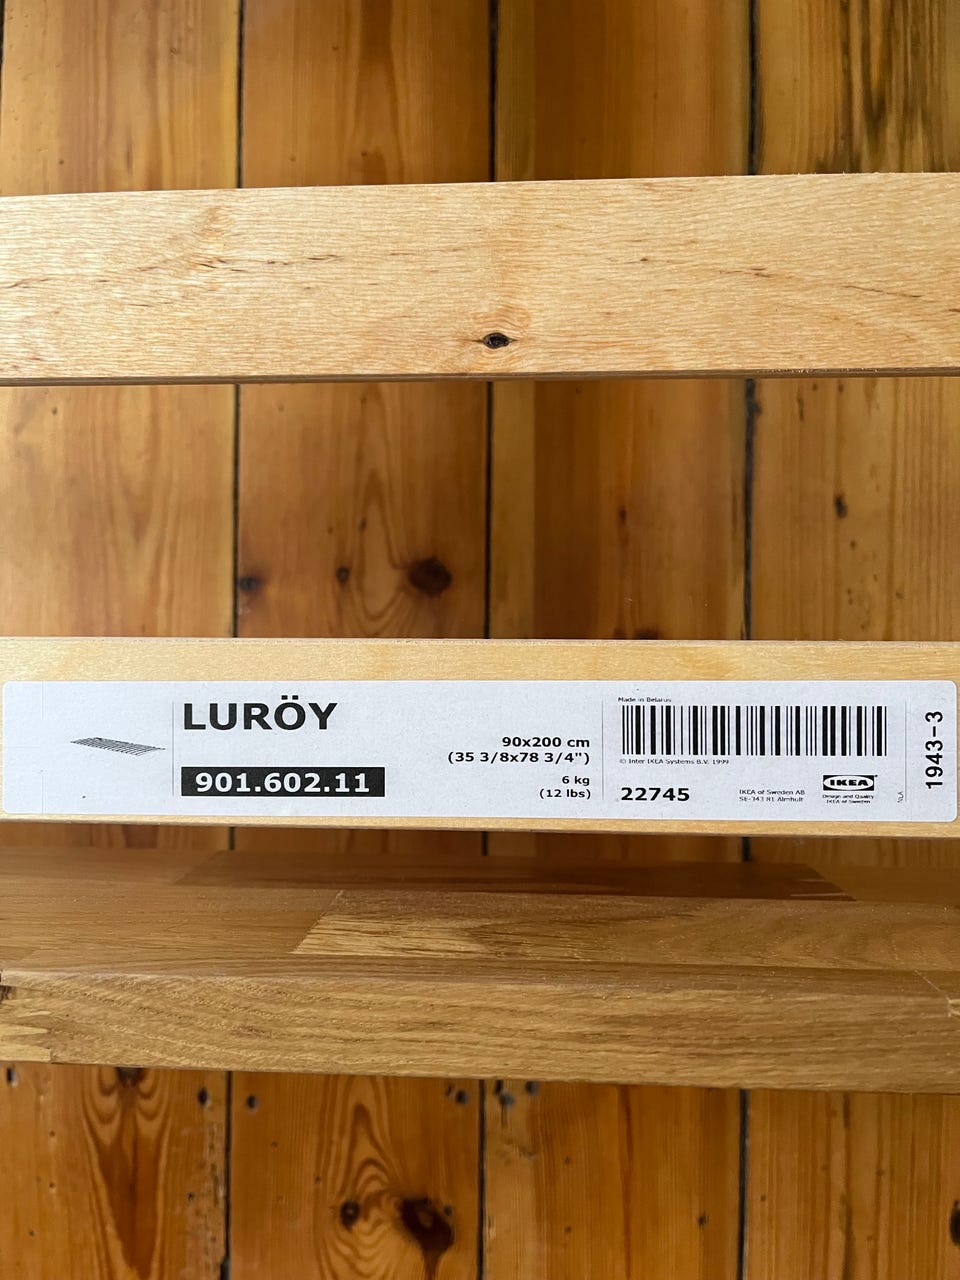 LURÖY
901.602.11
90x200 cm
(35 3/8x78 3/4")
6 kg
(12 lbs)
Made in Belarus
© Inter IKEA Systems B.V. 1999
22745
IKEA of Sweden AB
SE-343 81 Älmhult
IKEA
Design and Quality
IKEA of Sweden
NLA
1943-3